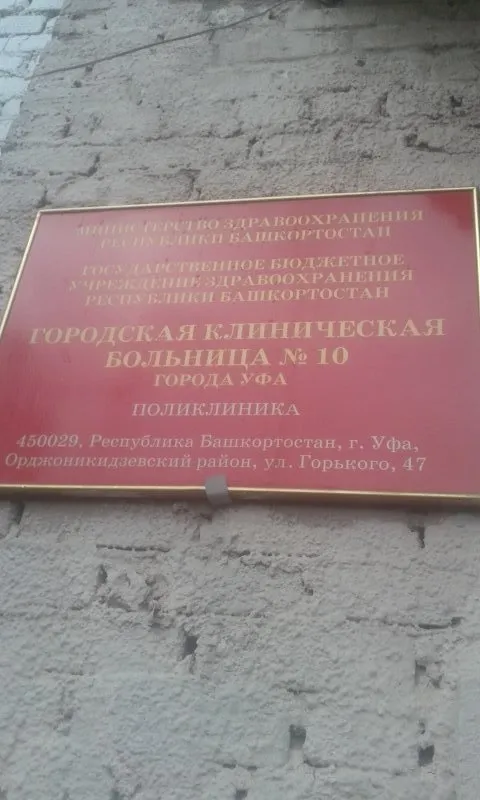 МИНИСТЕРСТВО ЗДРАВООХРАНЕНИЯ
РЕСПУБЛИКИ БАШКОРТОСТАН
ГОСУДАРСТВЕННОЕ БЮДЖЕТНОЕ
УЧРЕЖДЕНИЕ ЗДРАВООХРАНЕНИЯ
РЕСПУБЛИКИ БАШКОРТОСТАН
ГОРОДСКАЯ КЛИНИЧЕСКАЯ
БОЛЬНИЦА № 10
ГОРОДА УФА
ПОЛИКЛИНИКА
450029, Республика Башкортостан, г. Уфа,
Орджоникидзевский район, ул. Горького, 47